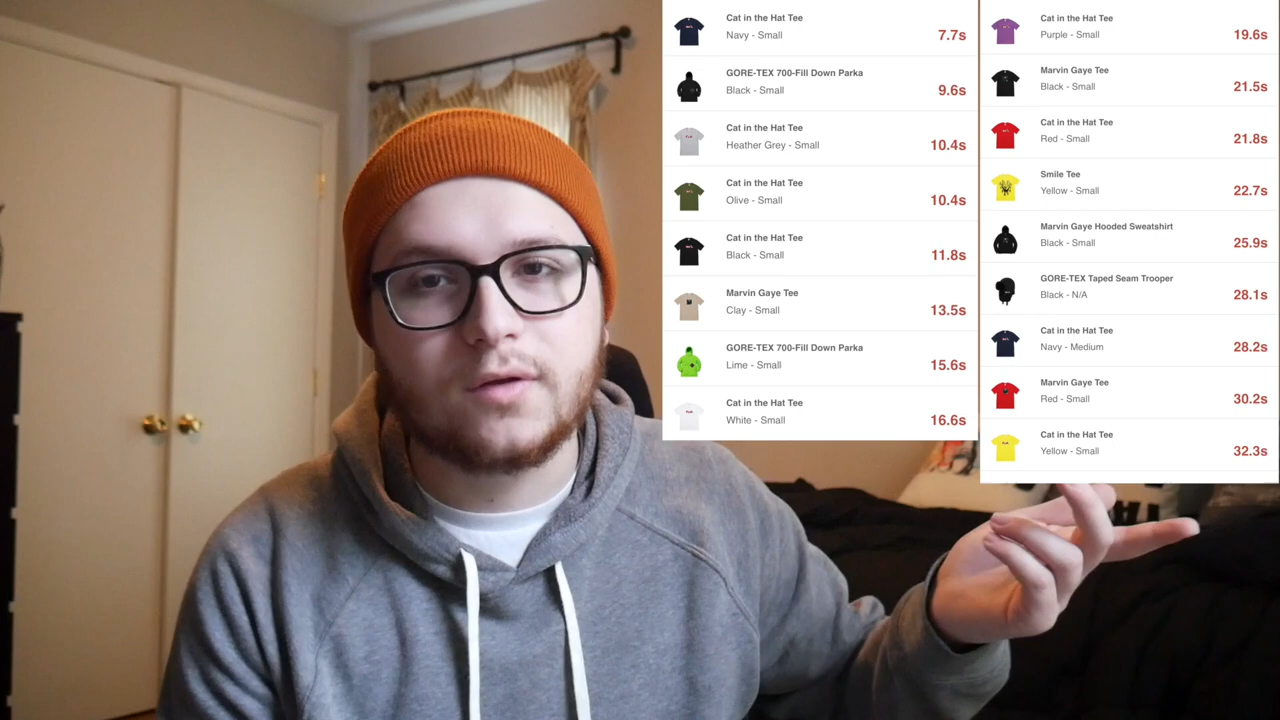 Cat in the Hat Tee
Navy - Small
7.7s
GORE-TEX 700-Fill Down Parka
Black - Small
9.6s
Cat in the Hat Tee
Heather Grey - Small
10.4s
Cat in the Hat Tee
Olive - Small
10.4s
Cat in the Hat Tee
Black - Small
11.8s
Marvin Gaye Tee
Clay - Small
13.5s
GORE-TEX 700-Fill Down Parka
Lime - Small
15.6s
Cat in the Hat Tee
White - Small
16.6s
Cat in the Hat Tee
Purple - Small
19.6s
Marvin Gaye Tee
Black - Small
21.5s
Cat in the Hat Tee
Red - Small
21.8s
Smile Tee
Yellow - Small
22.7s
Marvin Gaye Hooded Sweatshirt
Black - Small
25.9s
GORE-TEX Taped Seam Trooper
Black - N/A
28.1s
Cat in the Hat Tee
Navy - Medium
28.2s
Marvin Gaye Tee
Red - Small
30.2s
Cat in the Hat Tee
Yellow - Small
32.3s